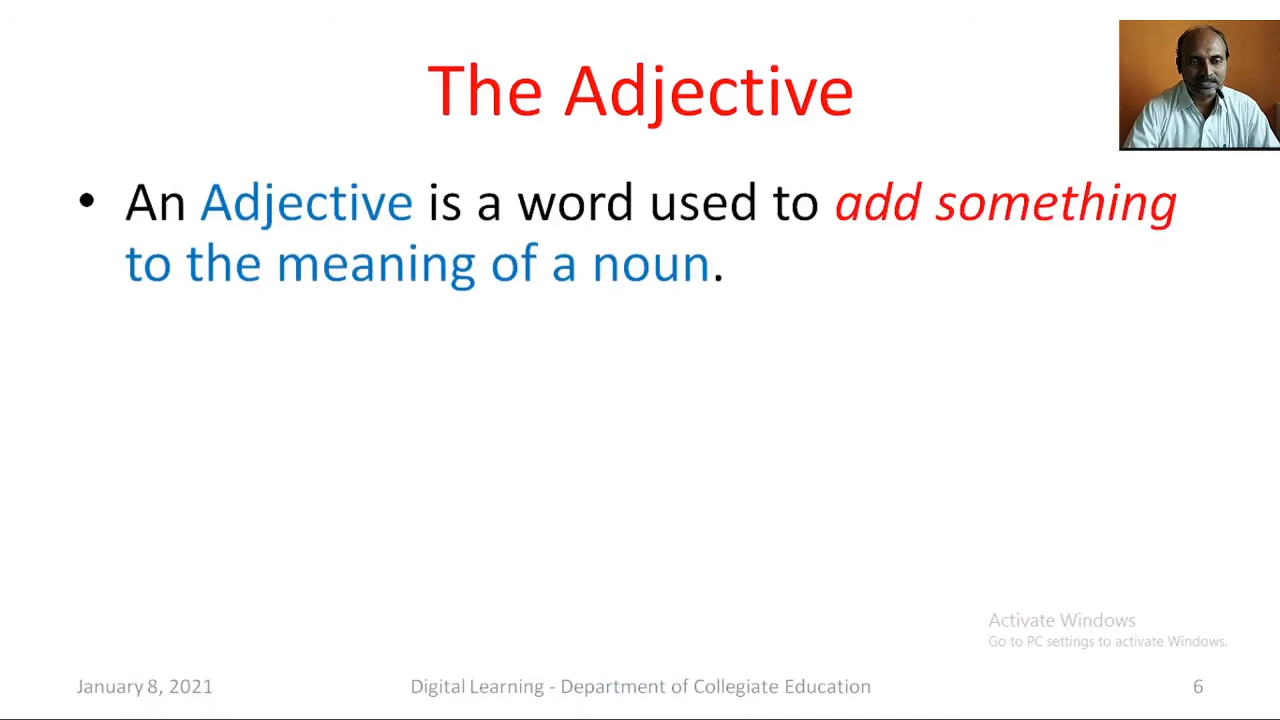 The Adjective
• An Adjective is a word used to add something
to the meaning of a noun.
Activate Windows
Go to PC settings to activate Windows.
January 8, 2021
Digital Learning - Department of Collegiate Education
6